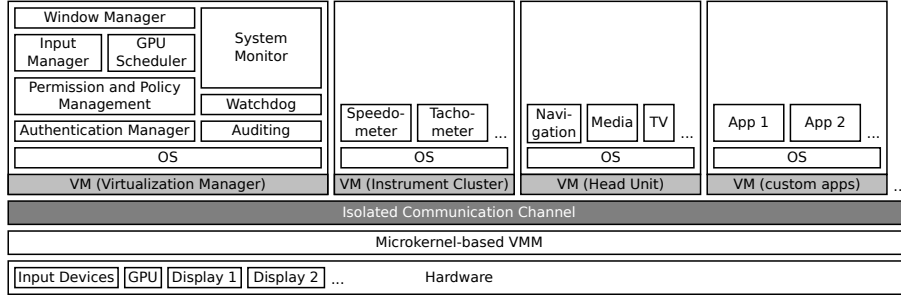 Window Manager
Input
Manager
GPU
Scheduler
System
Monitor
Permission and Policy
Management
Watchdog
Authentication Manager
Auditing
OS
VM (Virtualization Manager)
Speedo-
meter
Tacho-
meter
...
OS
VM (Instrument Cluster)
Navi-
gation
Media
TV
...
OS
VM (Head Unit)
App 1
App 2
...
OS
VM (custom apps)
...
Isolated Communication Channel
Microkernel-based VMM
Input Devices
GPU
Display 1
Display 2
...
Hardware